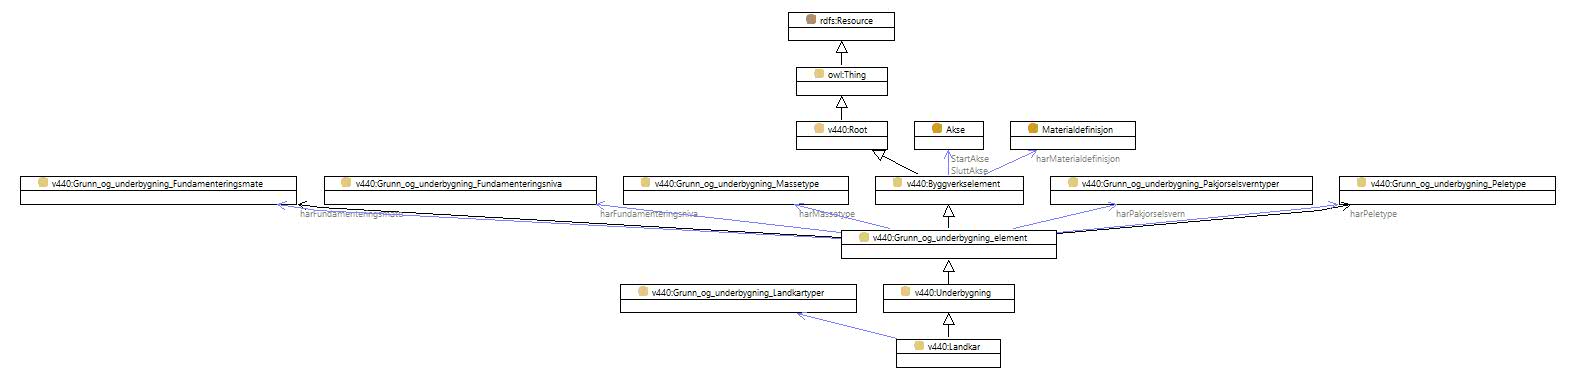 rdfs:Resource
owl:Thing
v440:Root
Akse
Materialdefinisjon
StartAkse
SluttAkse
harMaterialdefinisjon
v440:Grunn_og_underbygning_Fundamenteringsmate
v440:Grunn_og_underbygning_Fundamenteringsniva
v440:Grunn_og_underbygning_Massetype
v440:Byggverkselement
v440:Grunn_og_underbygning_Pakjorselsverntyper
v440:Grunn_og_underbygning_Peletype
harFundamenteringsmate
harFundamenteringsniva
harMassetype
harPakjorselsvern
harPeletype
v440:Grunn_og_underbygning_element
v440:Grunn_og_underbygning_Landkartyper
v440:Underbygning
v440:Landkar